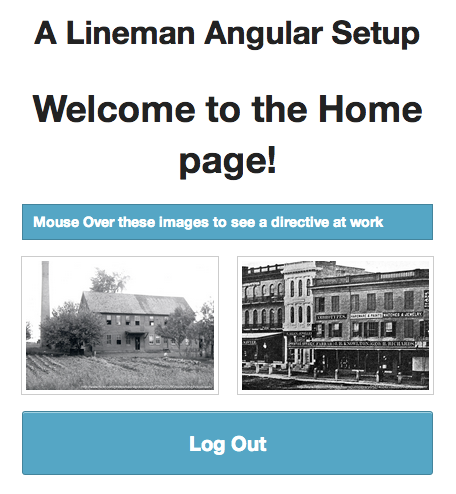 A Lineman Angular Setup
Welcome to the Home
page!
Mouse Over these images to see a directive at work
Log Out